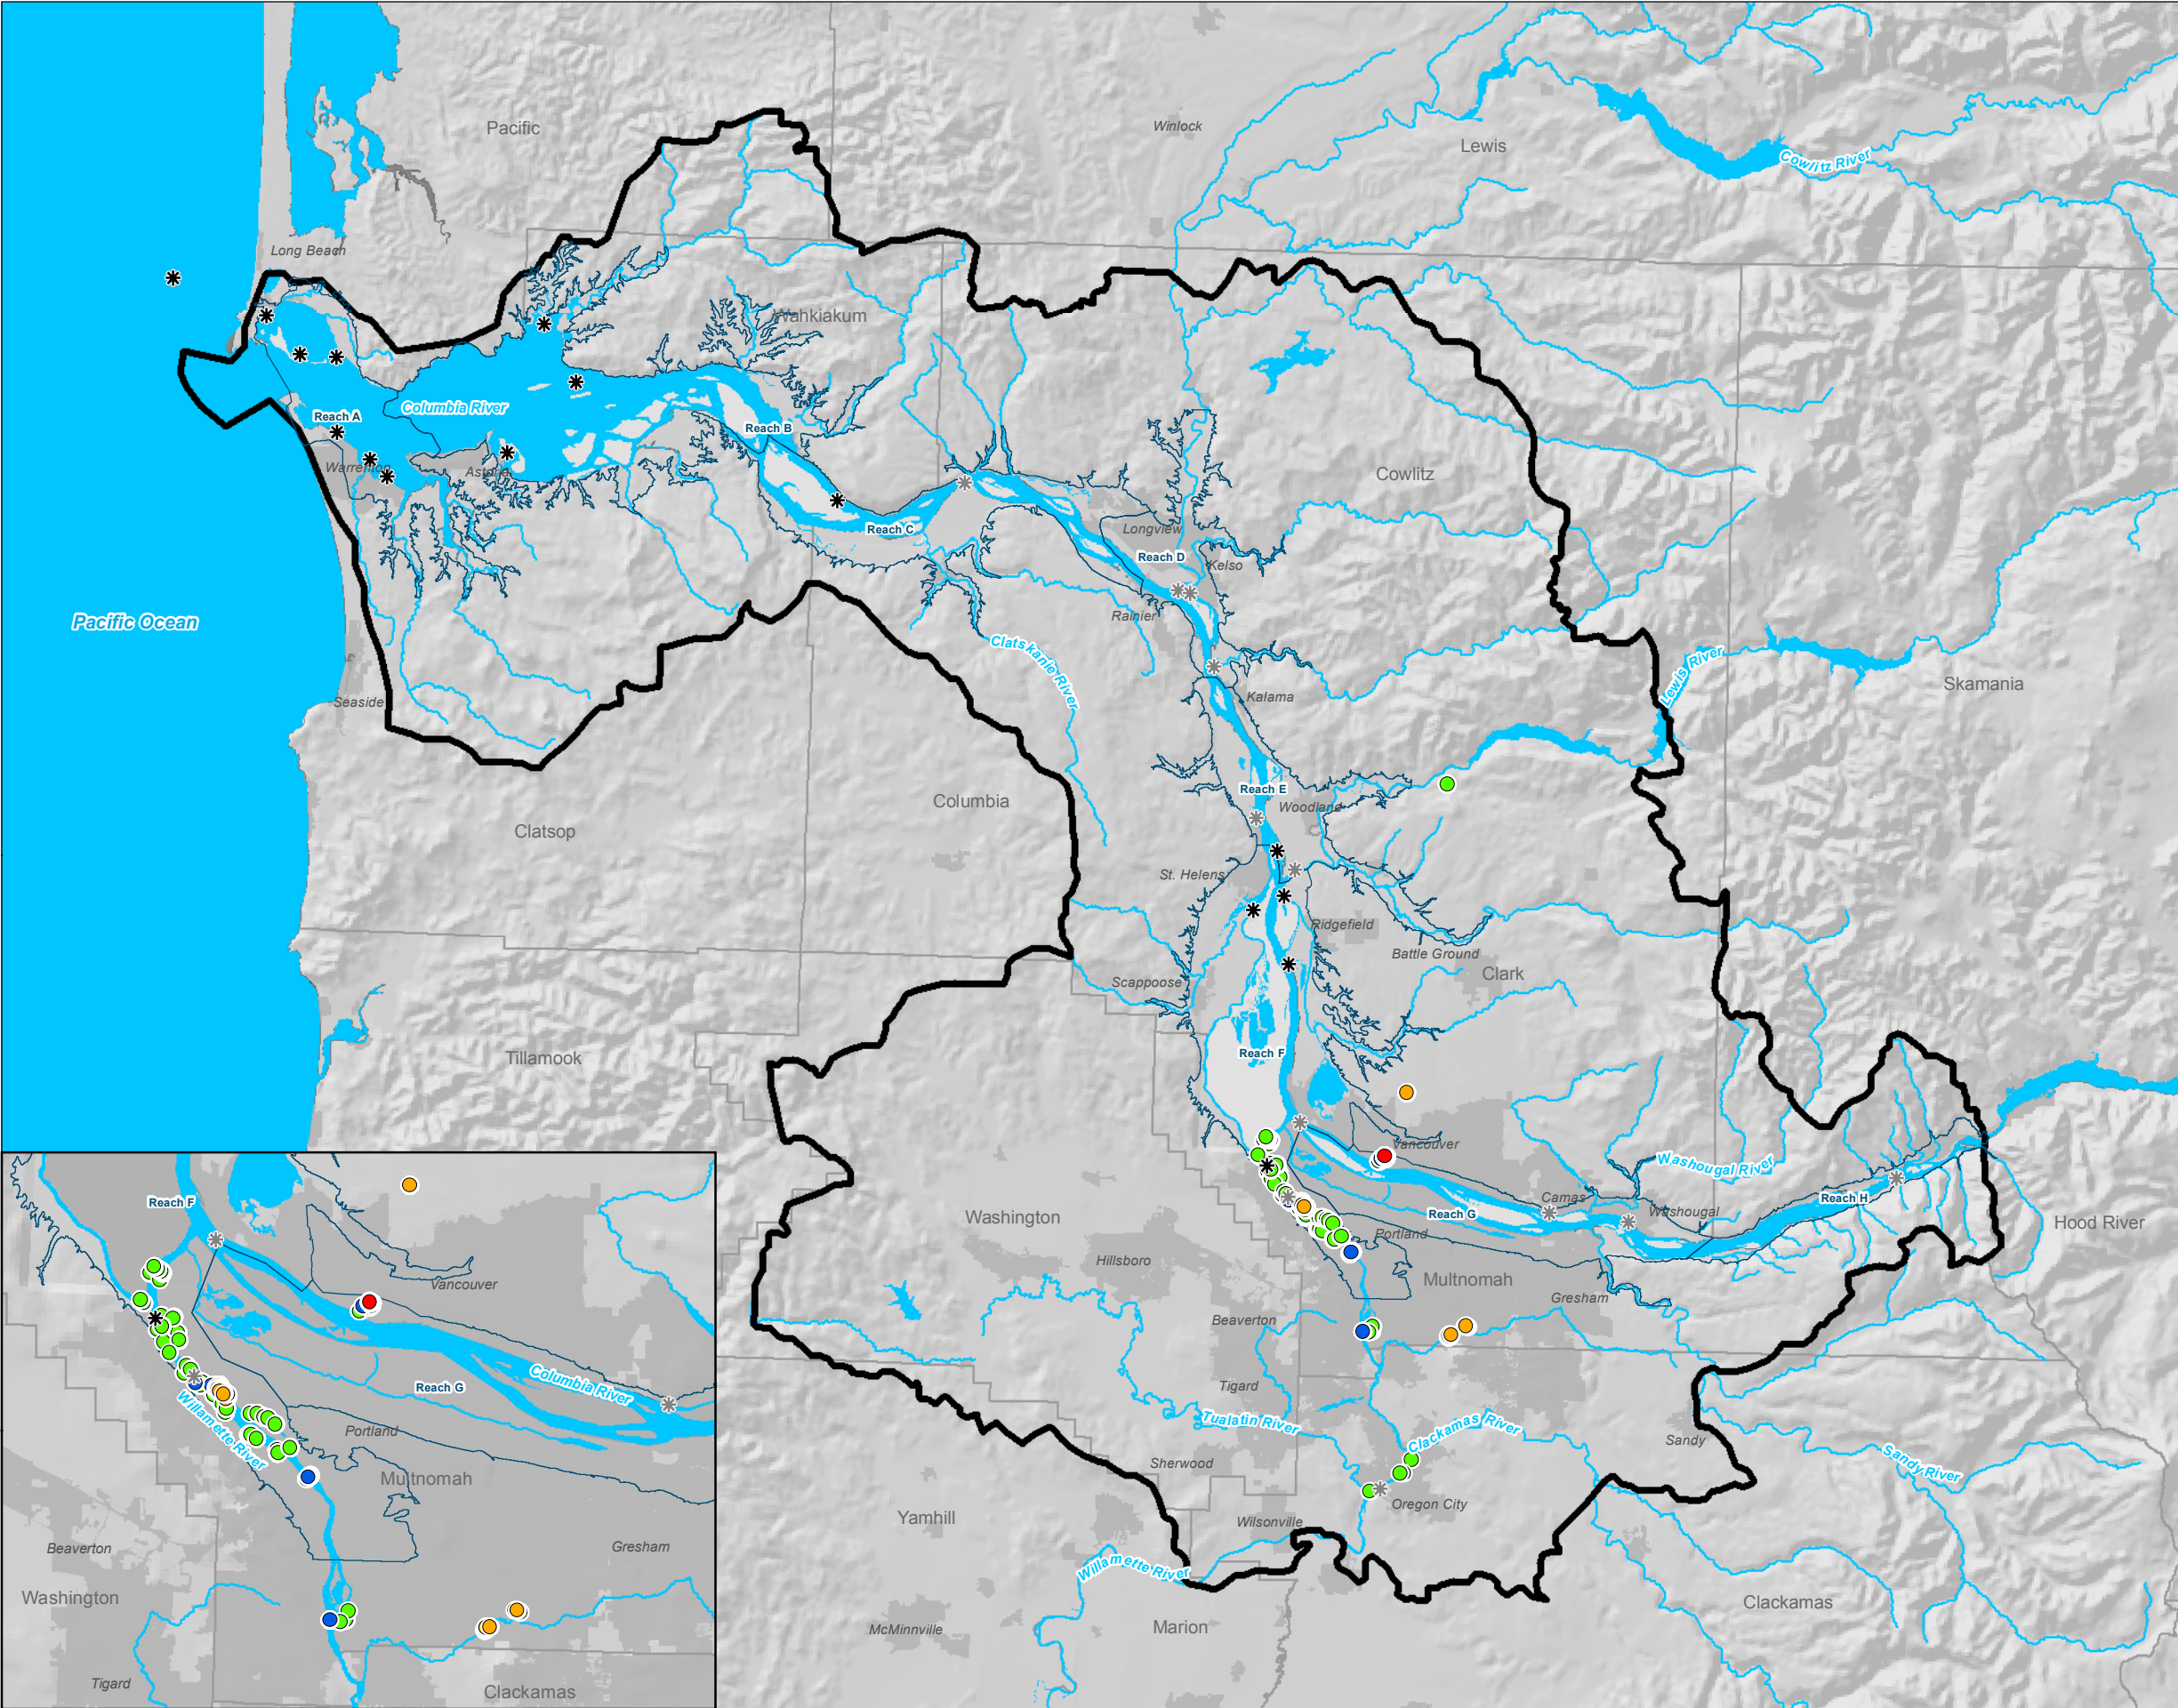 Pacific
Winlock
Lewis
Cowlitz River
Long Beach
Wahkiakum
Columbia River
Reach A
Reach B
Warrenton
Astoria
Cowlitz
Reach C
Longview
Reach D
Kelso
Rainier
Pacific Ocean
Clatskanie River
Lewis River
Skamania
Seaside
Kalama
Reach E
Columbia
Woodland
Clatsop
St. Helens
Ridgefield
Battle Ground
Clark
Scappoose
Reach F
Tillamook
Vancouver
Washougal River
Camas
Reach H
Washougal
Reach G
Washington
Hood River
Portland
Hillsboro
Multnomah
Gresham
Beaverton
Tigard
Tualatin River
Clackamas River
Sandy
Sandy River
Sherwood
Oregon City
Yamhill
Wilsonville
Willamette River
Marion
McMinnville
Clackamas
Reach F
Vancouver
Columbia River
Reach G
Willamette River
Portland
Multnomah
Beaverton
Gresham
Washington
Tigard
Clackamas